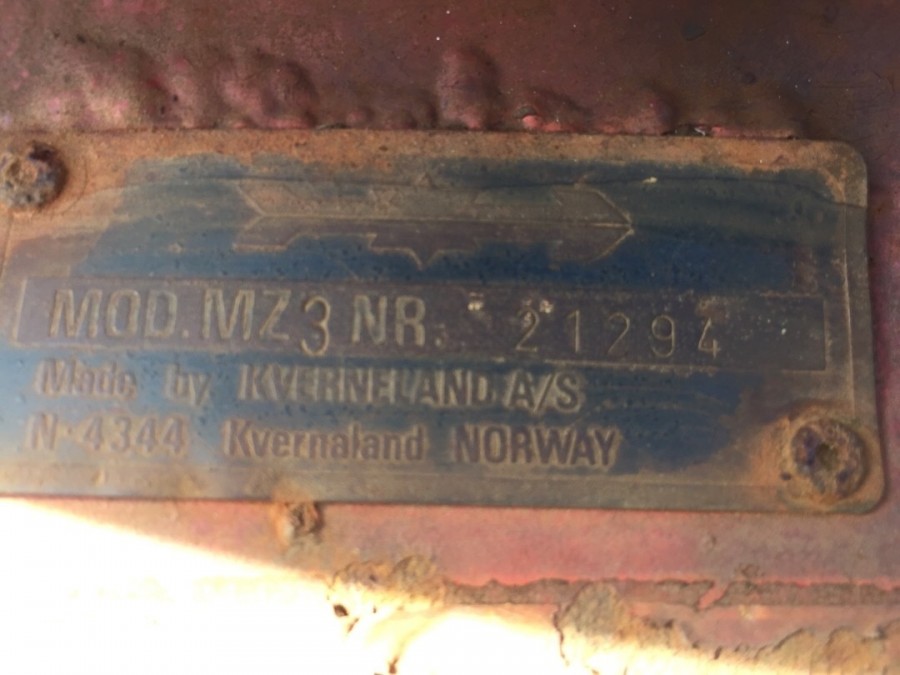 MOD. MZ3 NR. 21294
Made by KVERNELAND A/S
N-4344 Kvernaland NORWAY